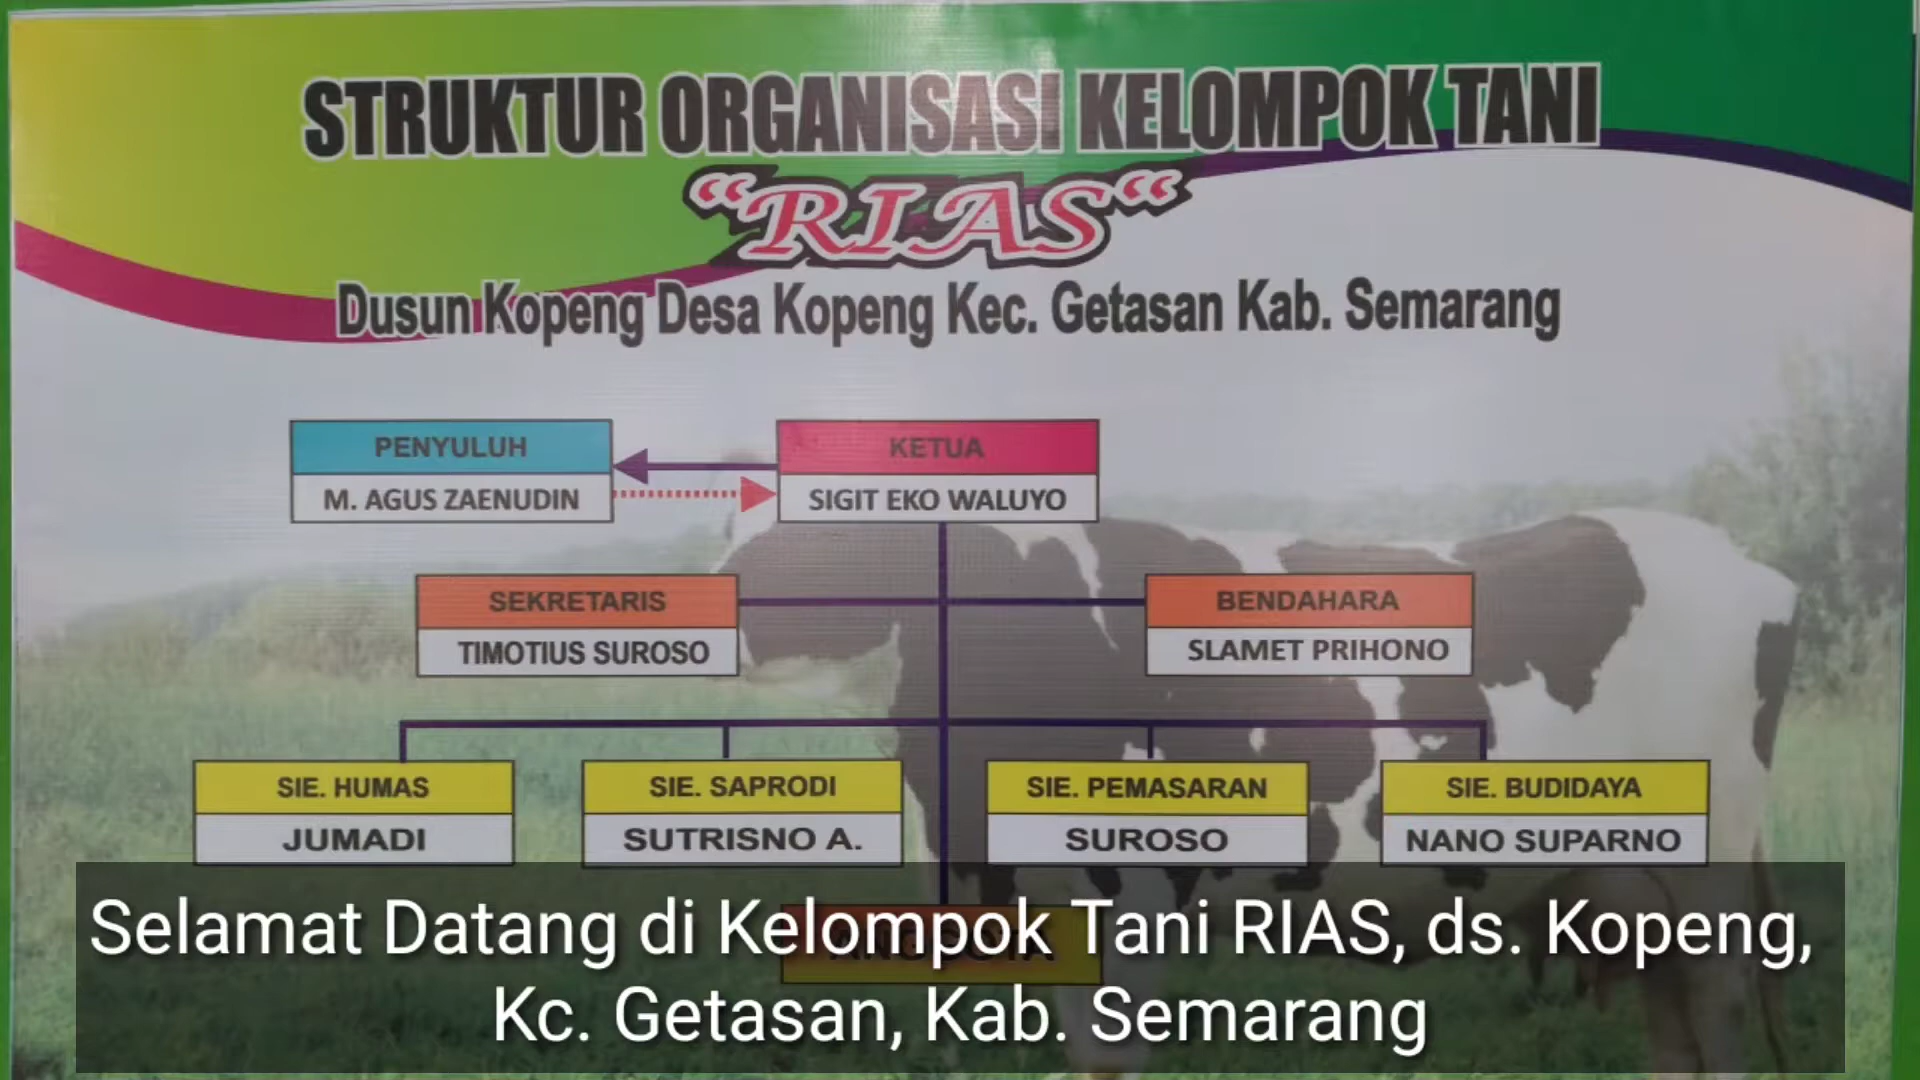 STRUKTUR ORGANISASI KELOMPOK TANI
“RIAS“
Dusun Kopeng Desa Kopeng Kec. Getasan Kab. Semarang
PENYULUH
M. AGUS ZAENUDIN
KETUA
SIGIT EKO WALUYO
SEKRETARIS
TIMOTIUS SUROSO
BENDAHARA
SLAMET PRIHONO
SIE. HUMAS
JUMADI
SIE. SAPRODI
SUTRISNO A.
SIE. PEMASARAN
SUROSO
SIE. BUDIDAYA
NANO SUPARNO
ANGGOTA
Selamat Datang di Kelompok Tani RIAS, ds. Kopeng,
Kc. Getasan, Kab. Semarang